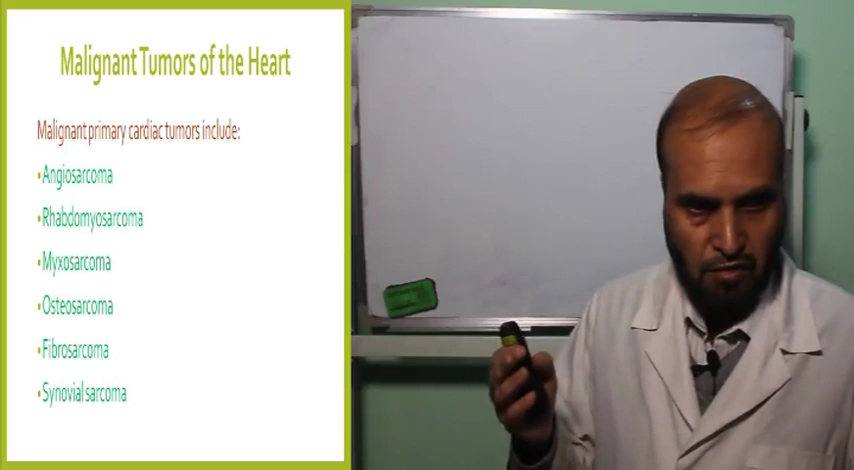 Malignant Tumors of the Heart
Malignant primary cardiac tumors include:
•Angiosarcoma
•Rhabdomyosarcoma
•Myxosarcoma
•Osteosarcoma
•Fibrosarcoma
•Synovial sarcoma